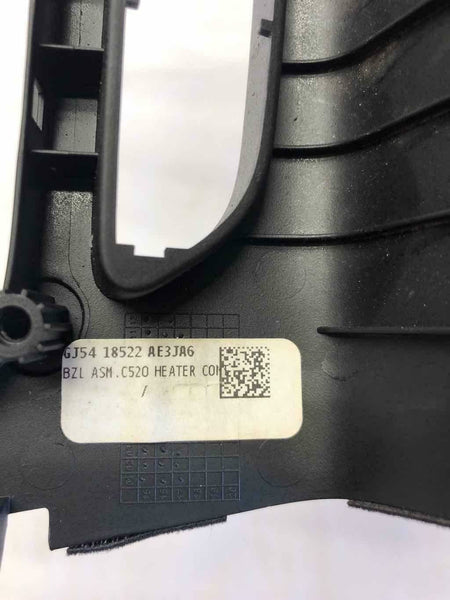 GJ54 18522 AE3JA6
BZL ASM.C520 HEATER CON
/